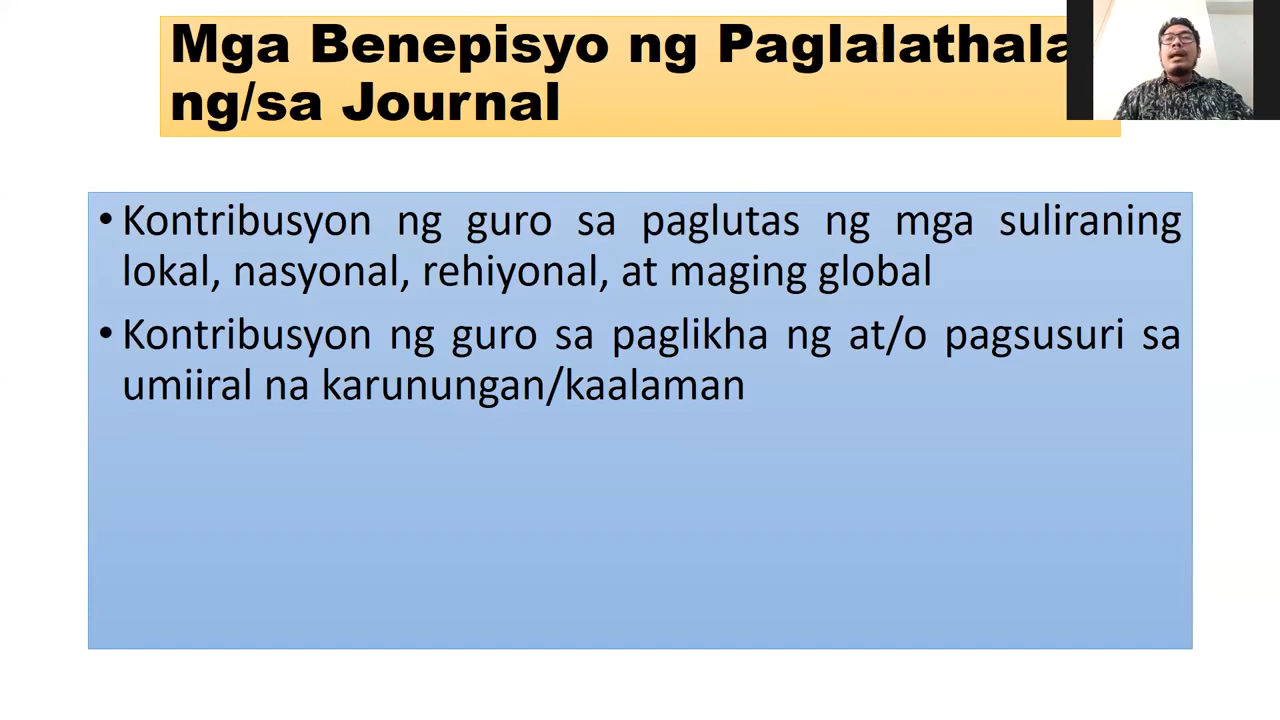 Mga Benepisyo ng Paglalathala
ng/sa Journal
• Kontribusyon ng guro sa paglutas ng mga suliraning
lokal, nasyonal, rehiyonal, at maging global
• Kontribusyon ng guro sa paglikha ng at/o pagsusuri sa
umiiral na karunungan/kaalaman